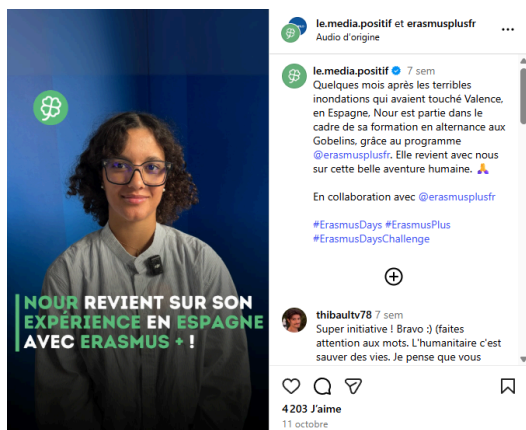 NOUR REVIENT SUR SON
EXPÉRIENCE EN ESPAGNE
AVEC ERASMUS + !
le.media.positif et erasmusplusfr
Audio d'origine
le.media.positif 7 sem
Quelques mois après les terribles
inondations qui avaient touché Valence,
en Espagne, Nour est partie dans le
cadre de sa formation en alternance aux
Gobelins, grâce au programme
@erasmusplusfr. Elle revient avec nous
sur cette belle aventure humaine. 🙏
En collaboration avec @erasmusplusfr
#ErasmusDays #ErasmusPlus
#ErasmusDaysChallenge
thibaultv78 7 sem
Super initiative ! Bravo :) (faites
attention aux mots. L'humanitaire c'est
sauver des vies. Je pense que vous
4 203 J'aime
11 octobre